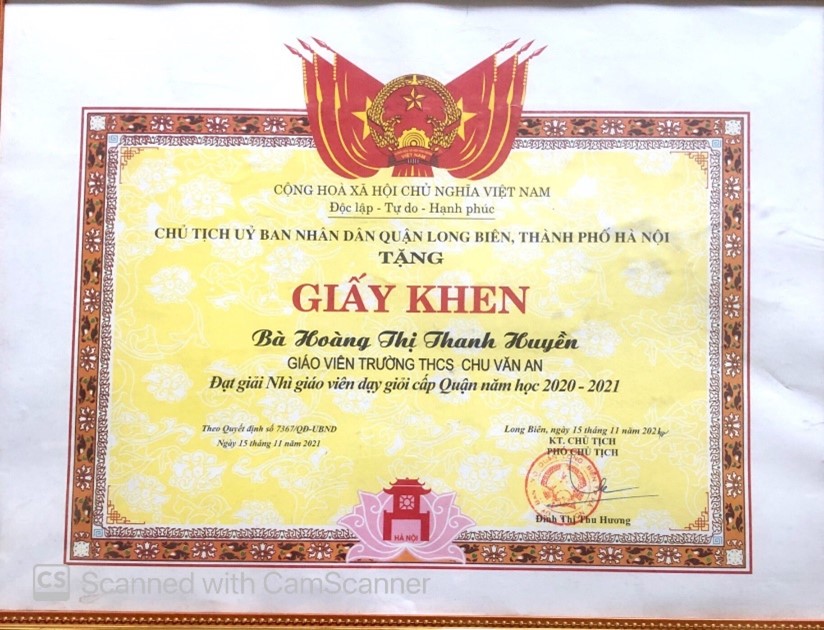 VIỆT NAM
CỘNG HOÀ XÃ HỘI CHỦ NGHĨA VIỆT NAM
Độc lập - Tự do - Hạnh phúc
CHỦ TỊCH UỶ BAN NHÂN DÂN QUẬN LONG BIÊN, THÀNH PHỐ HÀ NỘI
TẶNG
GIẤY KHEN
Bà Hoàng Thị Thanh Huyền
GIÁO VIÊN TRƯỜNG THCS CHU VĂN AN
Đạt giải Nhì giáo viên dạy giỏi cấp Quận năm học 2020 - 2021
Theo Quyết định số 7367/QĐ-UBND
Ngày 15 tháng 11 năm 2021
Long Biên, ngày 15 tháng 11 năm 2021
KT. CHỦ TỊCH
PHÓ CHỦ TỊCH
Đinh Thị Thu Hương
HÀ NỘI
CS Scanned with CamScanner